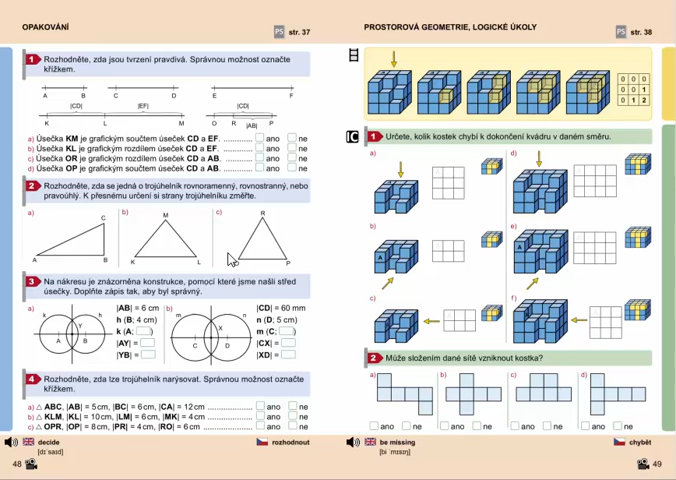 OPAKOVÁNÍ
PS str. 37
1 Rozhodněte, zda jsou tvrzení pravdivá. Správnou možnost označte
křížkem.
A B C D E F
|CD| |EF| |CD|
K L M O R |AB| P
a) Úsečka KM je grafickým součtem úseček CD a EF. ............ ano ne
b) Úsečka KL je grafickým rozdílem úseček CD a EF. ............ ano ne
c) Úsečka OR je grafickým rozdílem úseček CD a AB. ............ ano ne
d) Úsečka OP je grafickým součtem úseček CD a AB. ............ ano ne
2 Rozhodněte, zda se jedná o trojúhelník rovnoramenný, rovnostranný, nebo
pravoúhlý. K přesnému určení si strany trojúhelníku změřte.
a) b) c)
C M R
A B K L O P
3 Na nákresu je znázorněna konstrukce, pomocí které jsme našli střed
úsečky. Doplňte zápis tak, aby byl správný.
a) k h Y A B
|AB| = 6 cm
h (B; 4 cm)
k (A; )
|AY| =
|YB| =
b) m n X C D
|CD| = 60 mm
n (D; 5 cm)
m (C; )
|CX| =
|XD| =
4 Rozhodněte, zda lze trojúhelník narýsovat. Správnou možnost označte
křížkem.
a) △ ABC, |AB| = 5 cm, |BC| = 6 cm, |CA| = 12 cm .................... ano ne
b) △ KLM, |KL| = 10 cm, |LM| = 6 cm, |MK| = 4 cm .................... ano ne
c) △ OPR, |OP| = 8 cm, |PR| = 4 cm, |RO| = 6 cm .................... ano ne
decide rozhodnout
[dɪˈsaɪd]
48
PROSTOROVÁ GEOMETRIE, LOGICKÉ ÚKOLY
PS str. 38
0 0 0
0 0 1
0 1 2
1 Určete, kolik kostek chybí k dokončení kvádru v daném směru.
a) d)
b) A e) A
c) f)
2 Může složením dané sítě vzniknout kostka?
a) b) c) d)
ano ne ano ne ano ne ano ne
be missing chybět
[bi ˈmɪsɪŋ]
49